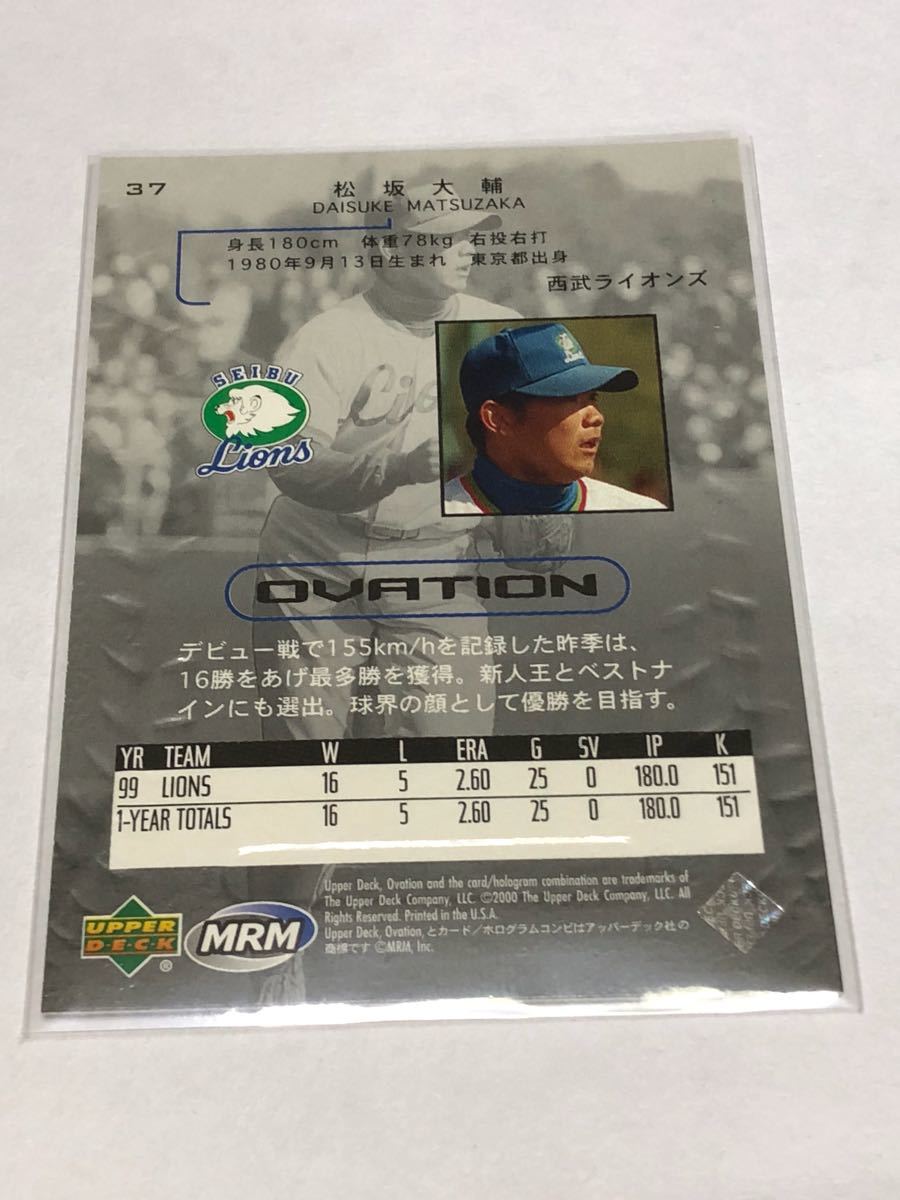 37
松坂大輔
DAISUKE MATSUZAKA
身長180cm 体重78kg 右投右打
1980年9月13日生まれ 東京都出身
西武ライオンズ
SEIBU
Lions
Lions
OVATION
デビュー戦で155km/hを記録した昨季は、
16勝をあげ最多勝を獲得。新人王とベストナ
インにも選出。球界の顔として優勝を目指す。
YR TEAM W L ERA G SV IP K
99 LIONS 16 5 2.60 25 0 180.0 151
1-YEAR TOTALS 16 5 2.60 25 0 180.0 151
Upper Deck, Ovation and the card/hologram combination are trademarks of
The Upper Deck Company, LLC. ©2000 The Upper Deck Company, LLC. All
Rights Reserved. Printed in the U.S.A.
Upper Deck, Ovation, とカード/ホログラムコンビはアッパーデック社の
商標です ©MRM, Inc.
UPPER
D·E·C·K
®
MRM